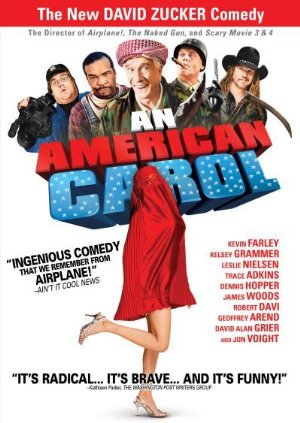 The New DAVID ZUCKER Comedy
The Director of Airplane!, The Naked Gun, and Scary Movie 3 & 4
AN
AMERICAN
CAROL
"INGENIOUS COMEDY
THAT WE REMEMBER FROM
AIRPLANE!"
–AIN'T IT COOL NEWS
KEVIN FARLEY
KELSEY GRAMMER
LESLIE NIELSEN
TRACE ADKINS
DENNIS HOPPER
JAMES WOODS
ROBERT DAVI
GEOFFREY AREND
DAVID ALAN GRIER
AND JON VOIGHT
"IT'S RADICAL... IT'S BRAVE... AND IT'S FUNNY!"
–Kathleen Parker, THE WASHINGTON POST WRITERS GROUP